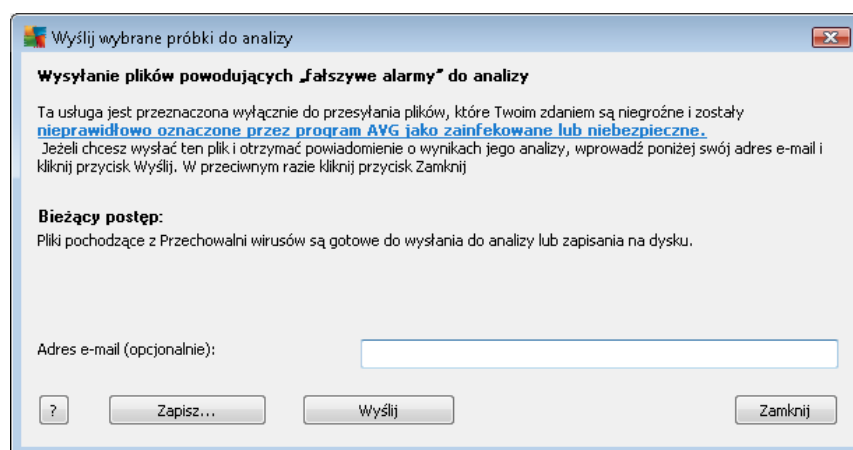 Wyślij wybrane próbki do analizy
Wysyłanie plików powodujących „fałszywe alarmy” do analizy
Ta usługa jest przeznaczona wyłącznie do przesyłania plików, które Twoim zdaniem są niegroźne i zostały
nieprawidłowo oznaczone przez program AVG jako zainfekowane lub niebezpieczne.
Jeżeli chcesz wysłać ten plik i otrzymać powiadomienie o wynikach jego analizy, wprowadź poniżej swój adres e-mail i
kliknij przycisk Wyślij. W przeciwnym razie kliknij przycisk Zamknij
Bieżący postęp:
Pliki pochodzące z Przechowalni wirusów są gotowe do wysłania do analizy lub zapisania na dysku.
Adres e-mail (opcjonalnie):
? Zapisz... Wyślij Zamknij